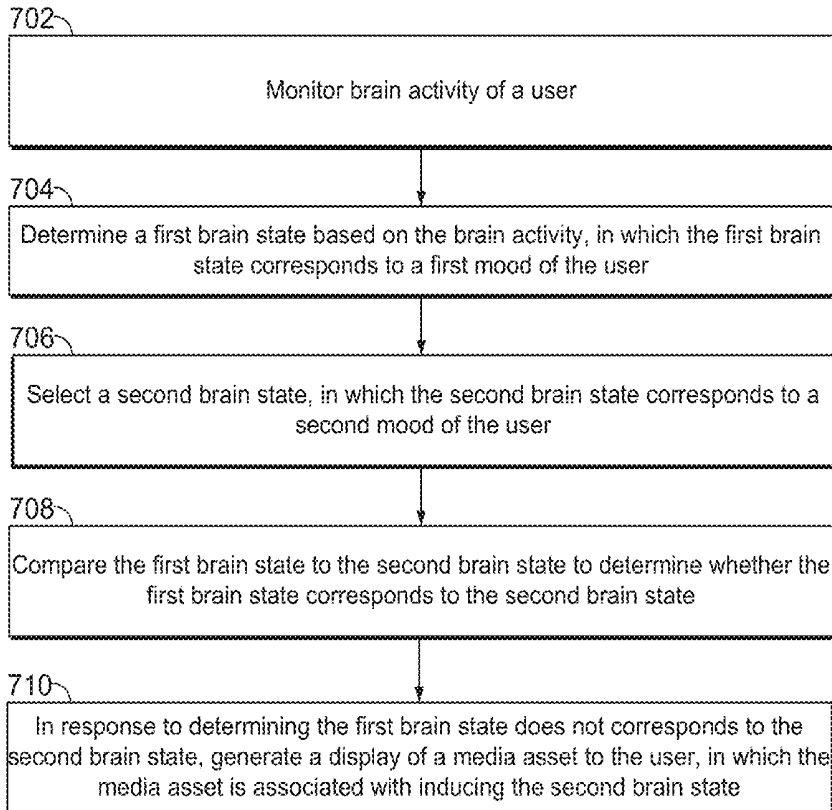 702
Monitor brain activity of a user
704
Determine a first brain state based on the brain activity, in which the first brain
state corresponds to a first mood of the user
706
Select a second brain state, in which the second brain state corresponds to a
second mood of the user
708
Compare the first brain state to the second brain state to determine whether the
first brain state corresponds to the second brain state
710
In response to determining the first brain state does not corresponds to the
second brain state, generate a display of a media asset to the user, in which the
media asset is associated with inducing the second brain state